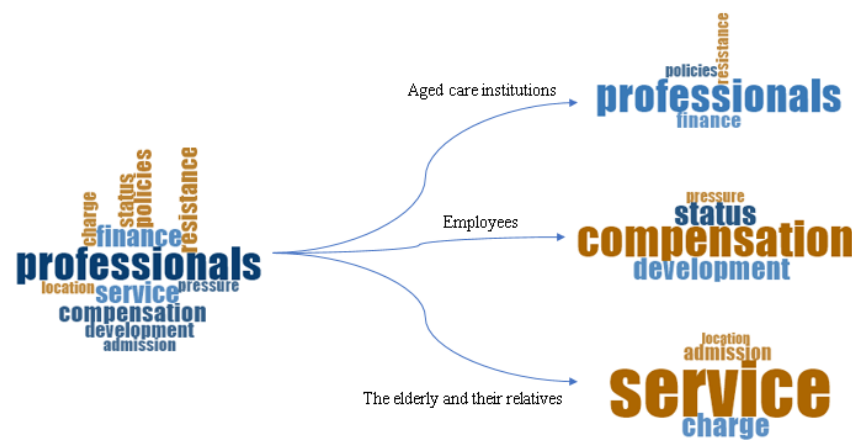 charge
status
policies
resistance
finance
professionals
location
service
pressure
compensation
development
admission
Aged care institutions
Employees
The elderly and their relatives
resistance
policies
professionals
finance
pressure
status
compensation
development
location
admission
service
charge